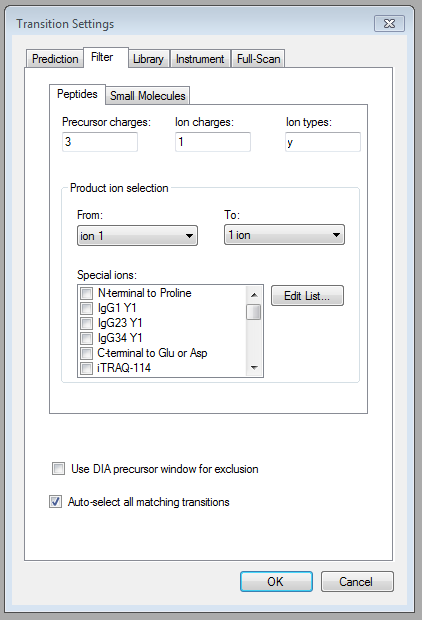 Transition Settings
Prediction Filter Library Instrument Full-Scan
Peptides Small Molecules
Precursor charges: Ion charges: Ion types:
3 1 y
Product ion selection
From: To:
ion 1 1 ion
Special ions:
N-terminal to Proline Edit List...
IgG1 Y1
IgG23 Y1
IgG34 Y1
C-terminal to Glu or Asp
iTRAQ-114
Use DIA precursor window for exclusion
Auto-select all matching transitions
OK Cancel